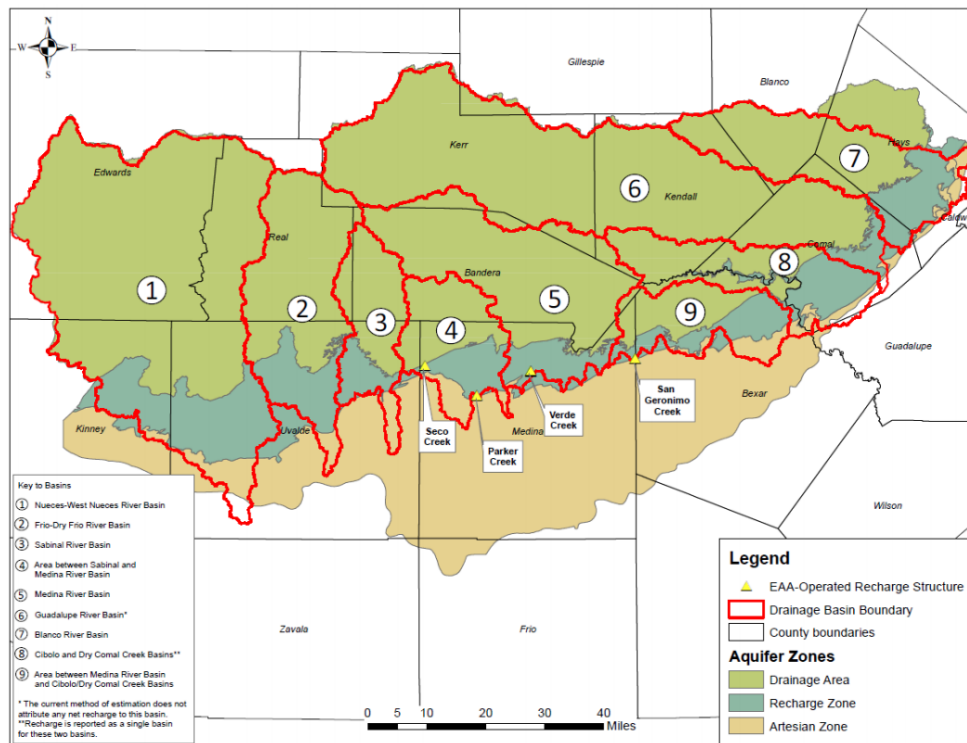 N
W
E
S
Gillespie
Blanco
Hays
Kerr
Edwards
7
6
Kendall
Real
Comal
8
Bandera
1
2
5
3
4
9
Guadalupe
Bexar
San
Geronimo
Creek
Verde
Creek
Seco
Creek
Medina
Parker
Creek
Kinney
Uvalde
Wilson
Zavala
Frio
Key to Basins
1 Nueces-West Nueces River Basin
2 Frio-Dry Frio River Basin
3 Sabinal River Basin
4 Area between Sabinal and
Medina River Basin
5 Medina River Basin
6 Guadalupe River Basin*
7 Blanco River Basin
8 Cibolo and Dry Comal Creek Basins**
9 Area between Medina River Basin
and Cibolo/Dry Comal Creek Basins
* The current method of estimation does not
attribute any net recharge to this basin.
**Recharge is reported as a single basin
for these two basins.
0 5 10 20 30 40
Miles
Legend
EAA-Operated Recharge Structure
Drainage Basin Boundary
County boundaries
Aquifer Zones
Drainage Area
Recharge Zone
Artesian Zone